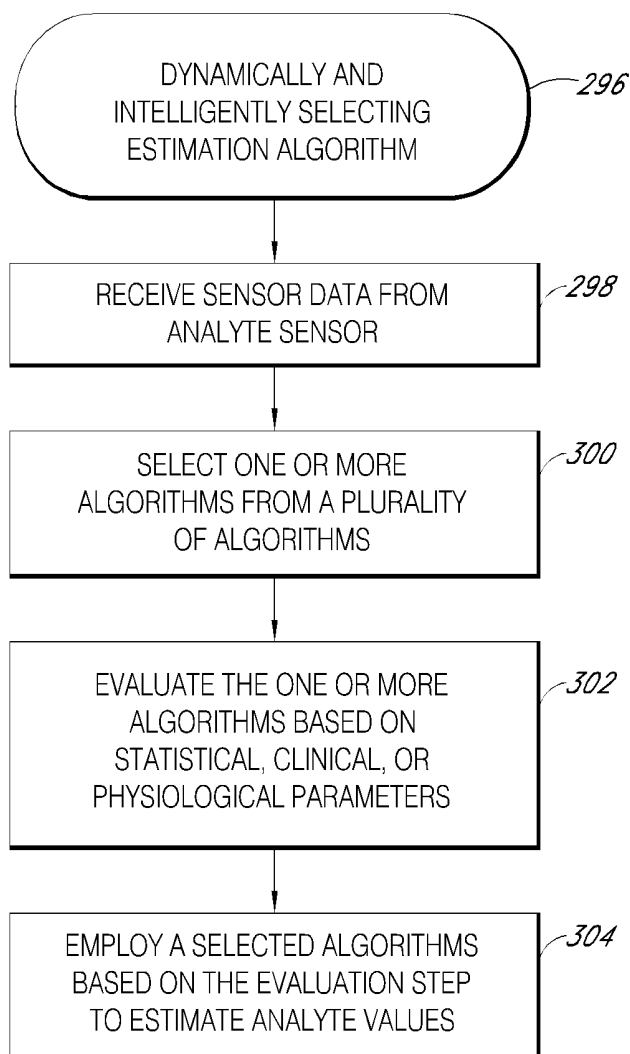 DYNAMICALLY AND
INTELLIGENTLY SELECTING
ESTIMATION ALGORITHM
296
RECEIVE SENSOR DATA FROM
ANALYTE SENSOR
298
SELECT ONE OR MORE
ALGORITHMS FROM A PLURALITY
OF ALGORITHMS
300
EVALUATE THE ONE OR MORE
ALGORITHMS BASED ON
STATISTICAL, CLINICAL, OR
PHYSIOLOGICAL PARAMETERS
302
EMPLOY A SELECTED ALGORITHMS
BASED ON THE EVALUATION STEP
TO ESTIMATE ANALYTE VALUES
304